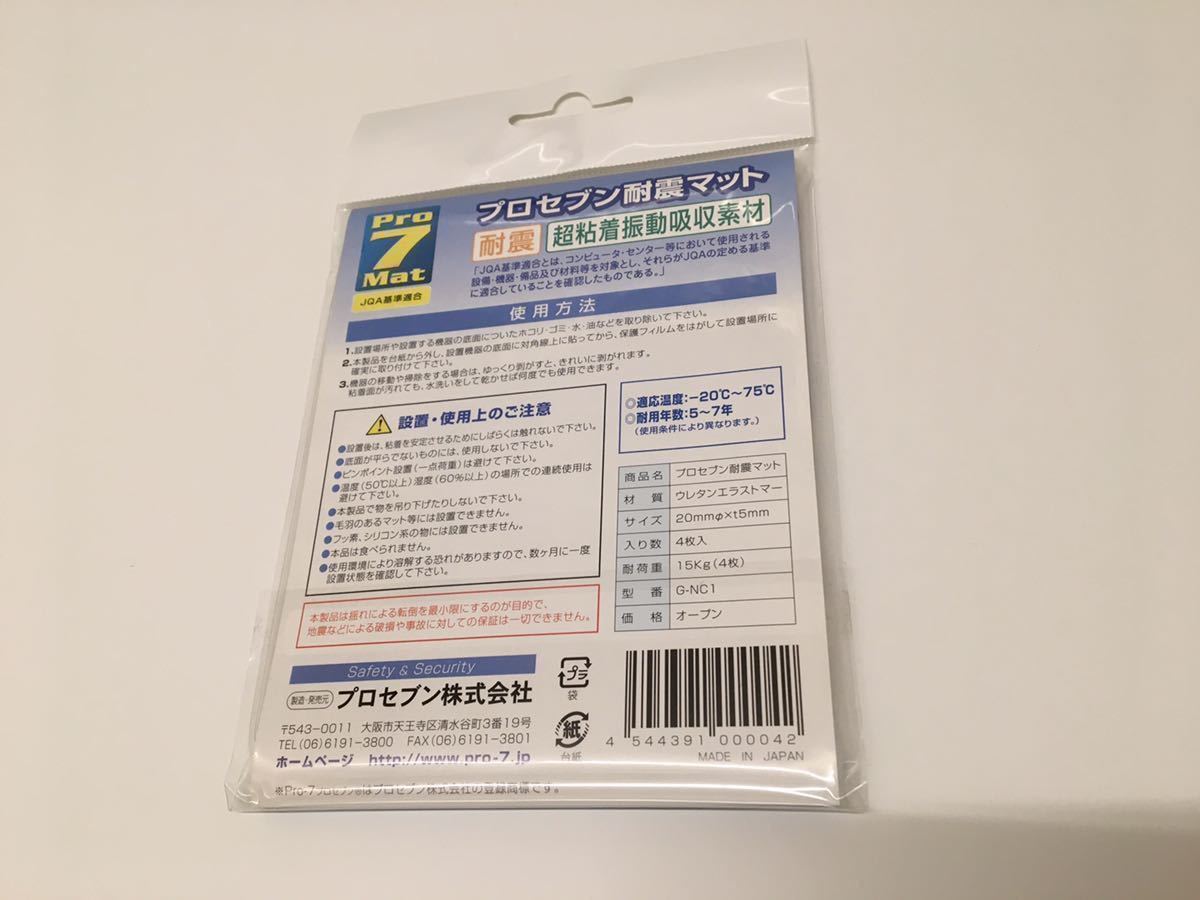 Pro
7
Mat
JQA基準適合
プロセブン耐震マット
耐震
超粘着振動吸収素材
「JQA基準適合とは、コンピュータ・センター等において使用される
設備・機器・備品及び材料等を対象とし、それらがJQAの定める基準
に適合していることを確認したものである。」
使用方法
1.設置場所や設置する機器の底面についたホコリ・ゴミ・水・油などを取り除いて下さい。
2.本製品を台紙から外し、設置機器の底面に対角線上に貼ってから、保護フィルムをはがして設置場所に
確実に取り付けて下さい。
3.機器の移動や掃除をする場合は、ゆっくり剥がすと、きれいに剥がれます。
粘着面が汚れても、水洗いをして乾かせば何度でも使用できます。
設置・使用上のご注意
●設置後は、粘着を安定させるためにしばらくは触れないで下さい。
●底面が平らでないものには、使用しないで下さい。
●ピンポイント設置(一点荷重)は避けて下さい。
●温度(50℃以上)湿度(60%以上)の場所での連続使用は
避けて下さい。
●本製品で物を吊り下げたりしないで下さい。
●毛羽のあるマット等には設置できません。
●フッ素、シリコン系の物には設置できません。
●本品は食べられません。
●使用環境により溶解する恐れがありますので、数ヶ月に一度
設置状態を確認して下さい。
◎適応温度:−20℃〜75℃
◎耐用年数:5〜7年
(使用条件により異なります。)
商品名 プロセブン耐震マット
材 質 ウレタンエラストマー
サイズ 20mmφ×t5mm
入り数 4枚入
耐荷重 15Kg(4枚)
型 番 G-NC1
価 格 オープン
本製品は揺れによる転倒を最小限にするのが目的で、
地震などによる破損や事故に対しての保証は一切できません。
Safety & Security
製造・発売元 プロセブン株式会社
〒543-0011 大阪市天王寺区清水谷町3番19号
TEL(06)6191-3800 FAX(06)6191-3801
ホームページ http://www.pro-7.jp
※Pro-7プロセブン®はプロセブン株式会社の登録商標です。
プラ
袋
紙
台紙
4 544391 000042
MADE IN JAPAN